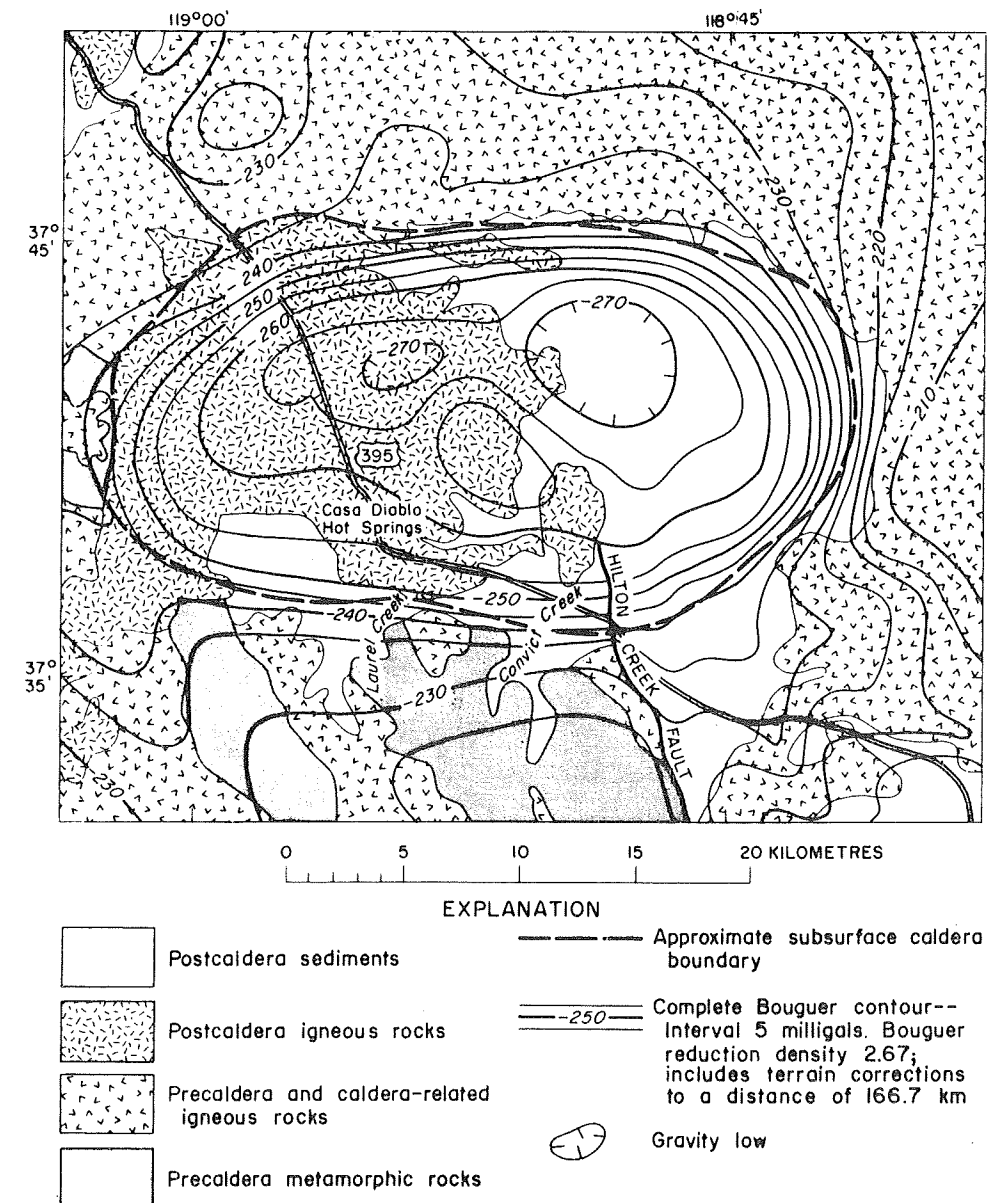 119°00' 118°45'
230
230
37°
45'
240
250
260
-270-
-270
220
210
395
Casa Diablo
Hot Springs
HILTON
-250
-240-
Laurel Creek
Convict Creek
CREEK
37°
35'
-230
FAULT
230
0 5 10 15 20 KILOMETRES
EXPLANATION
Postcaldera sediments
Postcaldera igneous rocks
Precaldera and caldera-related
igneous rocks
Precaldera metamorphic rocks
Approximate subsurface caldera
boundary
-250
Complete Bouguer contour--
Interval 5 milligals. Bouguer
reduction density 2.67;
includes terrain corrections
to a distance of 166.7 km
Gravity low